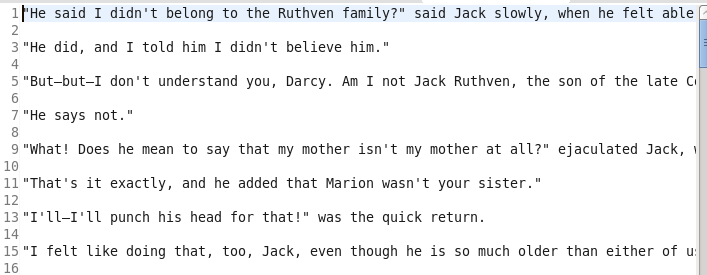 1 "He said I didn't belong to the Ruthven family?" said Jack slowly, when he felt able
2
3 "He did, and I told him I didn't believe him."
4
5 "But—but—I don't understand you, Darcy. Am I not Jack Ruthven, the son of the late
6
7 "He says not."
8
9 "What! Does he mean to say that my mother isn't my mother at all?" ejaculated Jack,
10
11 "That's it exactly, and he added that Marion wasn't your sister."
12
13 "I'll—I'll punch his head for that!" was the quick return.
14
15 "I felt like doing that, too, Jack, even though he is so much older than either of
16